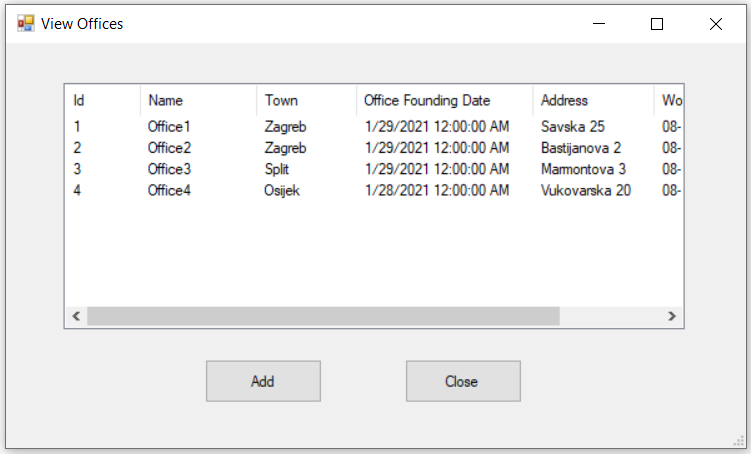 View Offices
Id Name Town Office Founding Date Address Wo
1 Office1 Zagreb 1/29/2021 12:00:00 AM Savska 25 08-
2 Office2 Zagreb 1/29/2021 12:00:00 AM Bastijanova 2 08-
3 Office3 Split 1/29/2021 12:00:00 AM Marmontova 3 08-
4 Office4 Osijek 1/28/2021 12:00:00 AM Vukovarska 20 08-
Add Close